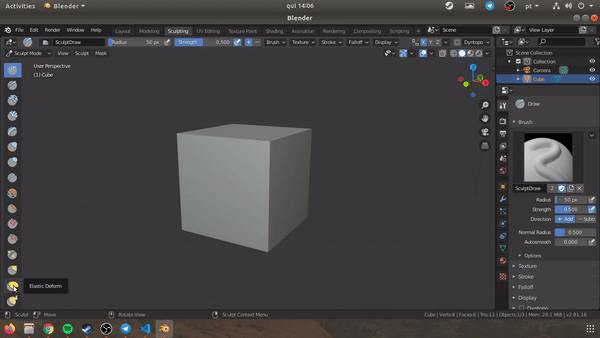 Activities Blender qui 14:06 pt
Blender
File Edit Render Window Help Layout Modeling Sculpting UV Editing Texture Paint Shading Animation Rendering Compositing Scripting Scene View Layer
SculptDraw Radius 50 px Strength 0.500 Brush Texture Stroke Falloff Display X Y Z Dyntopo
Sculpt Mode View Sculpt Mask
Scene Collection
Collection
Camera
Cube
User Perspective
(1) Cube
Draw
Brush
SculptDraw 2
Radius 50 px
Strength 0.500
Direction + Add - Subtr
Normal Radius 0.500
Autosmooth 0.000
Options
Texture
Stroke
Falloff
Display
Dyntopo
Elastic Deform
Sculpt Move Rotate View Sculpt Context Menu Cube | Verts:8 | Faces:6 | Tris:12 | Objects:1/3 | Mem: 28.1 MiB | v2.81.16